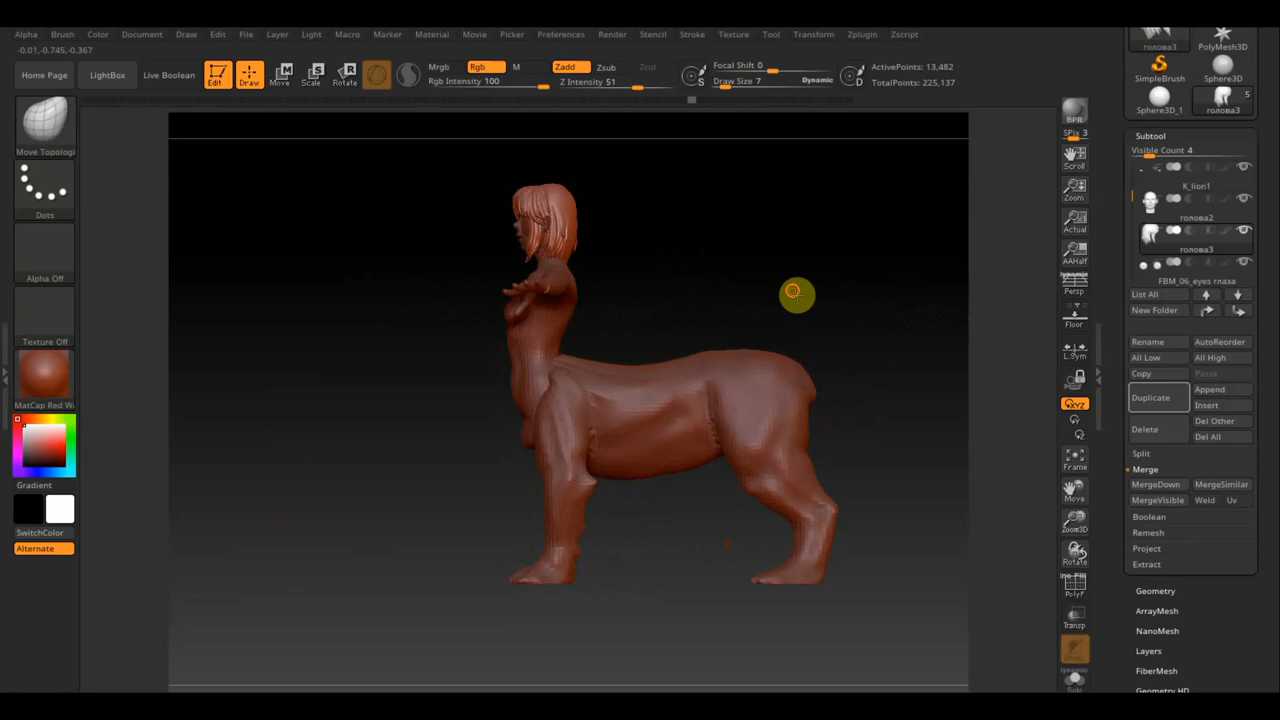 Alpha Brush Color Document Draw Edit File Layer Light Macro Marker Material Movie Picker Preferences Render Stencil Stroke Texture Tool Transform Zplugin Zscript
-0.01,-0.745,-0.367
Home Page LightBox Live Boolean Edit Draw Move Scale Rotate
Mrgb Rgb M Zadd Zsub Zcut
Rgb Intensity 100 Z Intensity 51
Focal Shift 0
Draw Size 7 Dynamic
ActivePoints: 13,482
TotalPoints: 225,137
Move Topologi
Dots
Alpha Off
Texture Off
MatCap Red W
Gradient
SwitchColor
Alternate
BPR
SPix 3
Scroll
Zoom
Actual
AAHalf
Dynamic
Persp
Floor
L.Sym
XYZ
Y
Z
Frame
Move
Zoom3D
Rotate
PolyF
Transp
Dynamic
Solo
голова3 PolyMesh3D
SimpleBrush Sphere3D
5
Sphere3D_1 голова3
Subtool
Visible Count 4
K_lion1
голова2
голова3
FBM_06_eyes глаза
List All
New Folder
Rename AutoReorder
All Low All High
Copy Paste
Duplicate Append
Insert
Delete Del Other
Del All
Split
Merge
MergeDown MergeSimilar
MergeVisible Weld Uv
Boolean
Remesh
Project
Extract
Geometry
ArrayMesh
NanoMesh
Layers
FiberMesh
Geometry HD